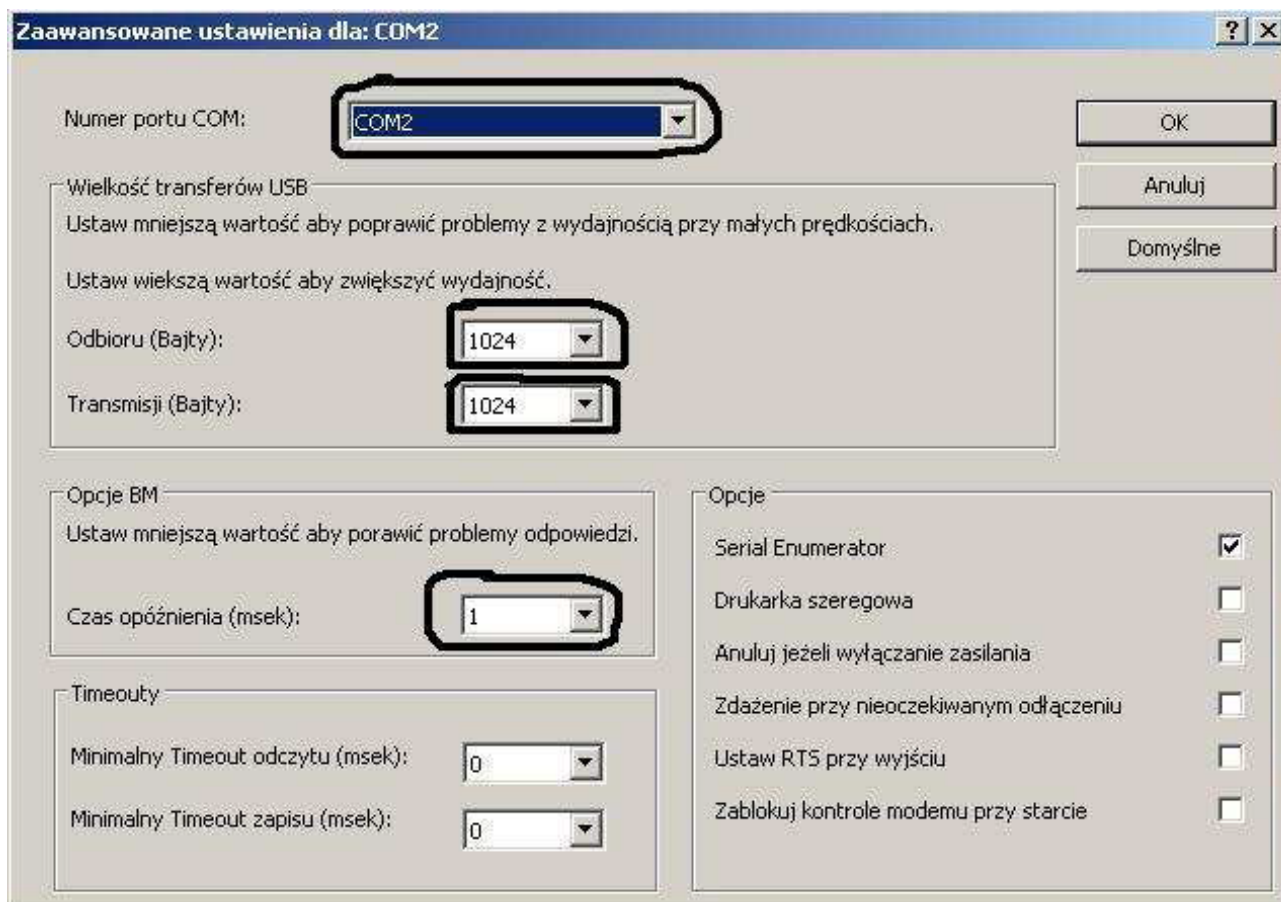 Zaawansowane ustawienia dla: COM2
Numer portu COM:
COM2
OK
Wielkość transferów USB
Anuluj
Ustaw mniejszą wartość aby poprawić problemy z wydajnością przy małych prędkościach.
Domyślne
Ustaw wiekszą wartość aby zwiększyć wydajność.
Odbioru (Bajty):
1024
Transmisji (Bajty):
1024
Opcje BM
Ustaw mniejszą wartość aby porawić problemy odpowiedzi.
Czas opóźnienia (msek):
1
Timeouty
Minimalny Timeout odczytu (msek):
0
Minimalny Timeout zapisu (msek):
0
Opcje
Serial Enumerator
Drukarka szeregowa
Anuluj jeżeli wyłączanie zasilania
Zdażenie przy nieoczekiwanym odłączeniu
Ustaw RTS przy wyjściu
Zablokuj kontrole modemu przy starcie